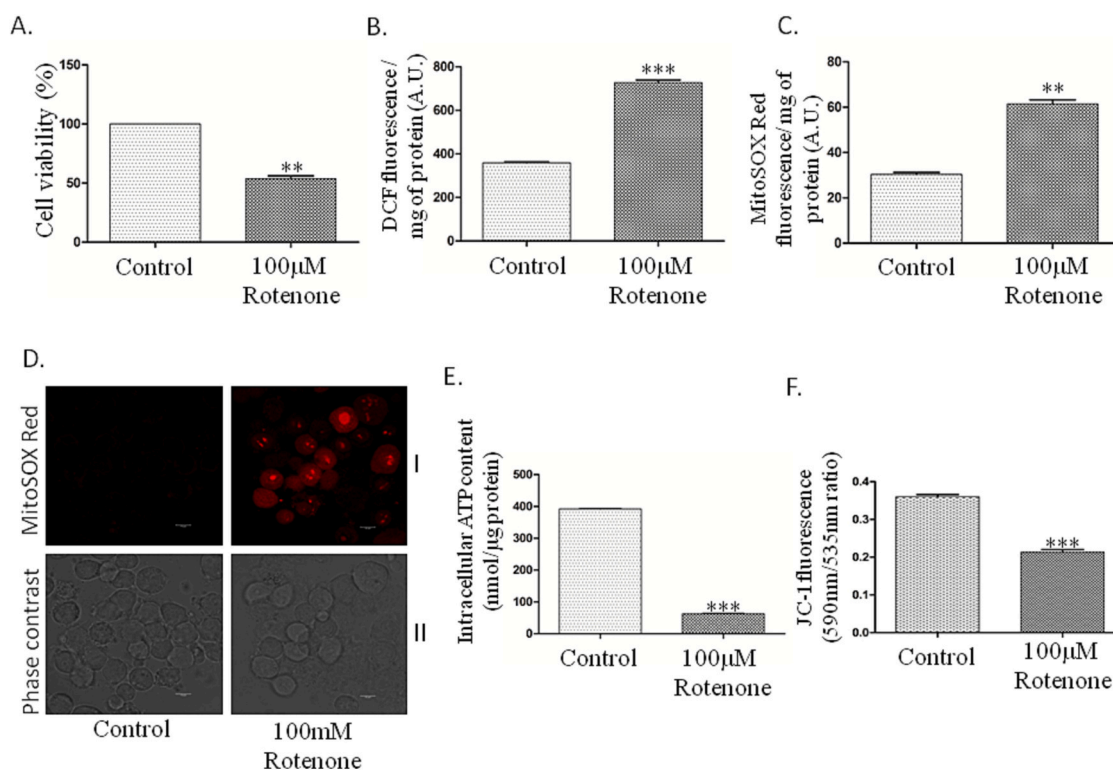 A.
Cell viability (%)
150
100
50
0
**
Control
100µM
Rotenone
B.
DCF fluorescence/
mg of protein (A.U.)
800
600
400
200
0
***
Control
100µM
Rotenone
C.
MitoSOX Red
fluorescence/mg of
protein (A.U.)
80
60
40
20
0
**
Control
100µM
Rotenone
D.
MitoSOX Red
I
Phase contrast
II
Control
100mM
Rotenone
E.
Intracellular ATP content
(nmol/µg protein)
500
400
300
200
100
0
***
Control
100µM
Rotenone
F.
JC-1 fluorescence
(590nm/535nm ratio)
0.4
0.3
0.2
0.1
0.0
***
Control
100µM
Rotenone